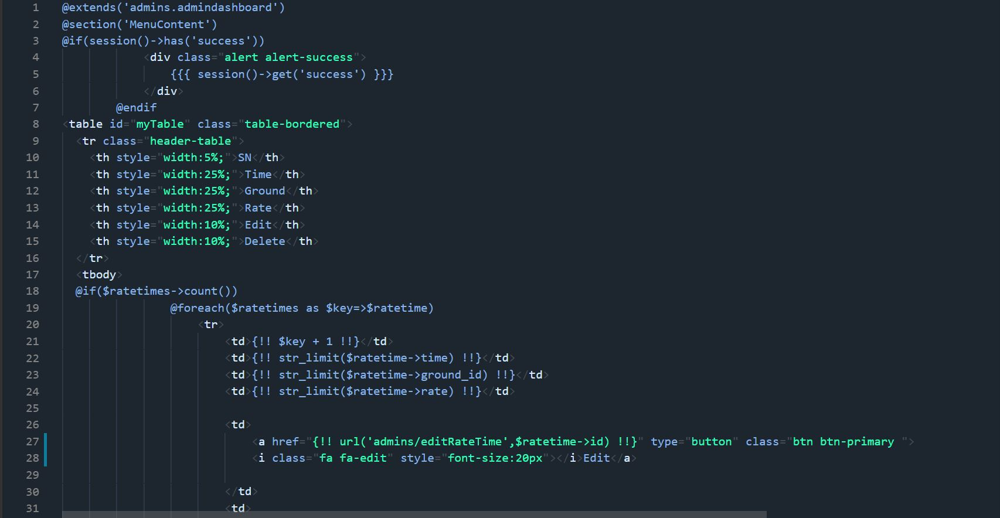 1 @extends('admins.admindashboard')
2 @section('MenuContent')
3 @if(session()->has('success'))
4 <div class="alert alert-success">
5 {{{ session()->get('success') }}}
6 </div>
7 @endif
8 <table id="myTable" class="table-bordered">
9 <tr class="header-table">
10 <th style="width:5%;">SN</th>
11 <th style="width:25%;">Time</th>
12 <th style="width:25%;">Ground</th>
13 <th style="width:25%;">Rate</th>
14 <th style="width:10%;">Edit</th>
15 <th style="width:10%;">Delete</th>
16 </tr>
17 <tbody>
18 @if($ratetimes->count())
19 @foreach($ratetimes as $key=>$ratetime)
20 <tr>
21 <td>{!! $key + 1 !!}</td>
22 <td>{!! str_limit($ratetime->time) !!}</td>
23 <td>{!! str_limit($ratetime->ground_id) !!}</td>
24 <td>{!! str_limit($ratetime->rate) !!}</td>
25
26 <td>
27 <a href="{!! url('admins/editRateTime',$ratetime->id) !!}" type="button" class="btn btn-primary ">
28 <i class="fa fa-edit" style="font-size:20px"></i>Edit</a>
29
30 </td>
31 <td>